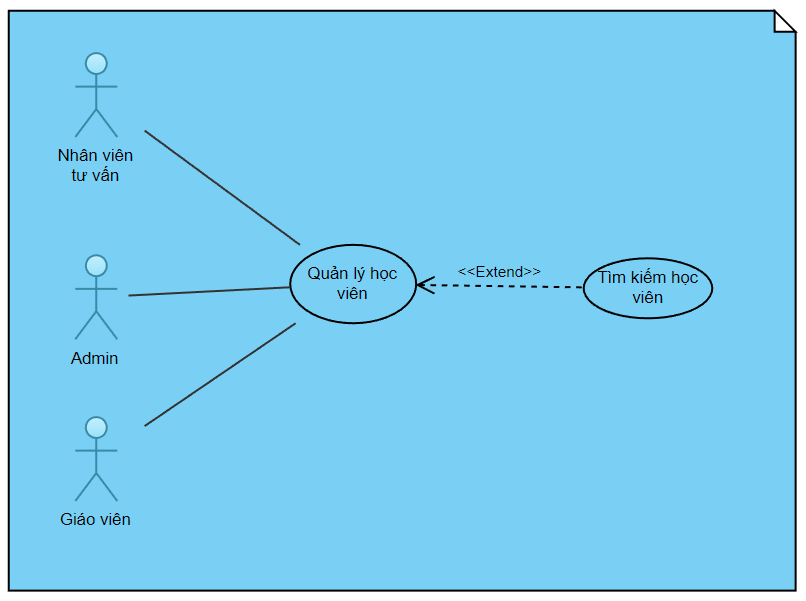 Nhân viên
tư vấn
Admin
Giáo viên
Quản lý học
viên
<<Extend>>
Tìm kiếm học
viên